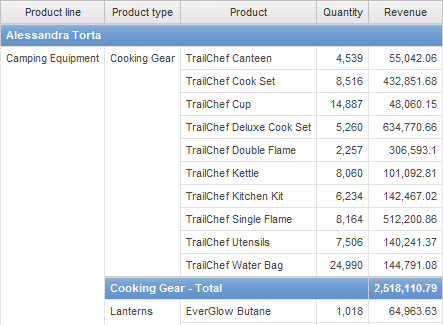 Product line Product type Product Quantity Revenue
Alessandra Torta
Camping Equipment Cooking Gear TrailChef Canteen 4,539 55,042.06
TrailChef Cook Set 8,516 432,851.68
TrailChef Cup 14,887 48,060.15
TrailChef Deluxe Cook Set 5,260 634,770.66
TrailChef Double Flame 2,257 306,593.1
TrailChef Kettle 8,060 101,092.81
TrailChef Kitchen Kit 6,234 142,467.02
TrailChef Single Flame 8,164 512,200.86
TrailChef Utensils 7,506 140,241.37
TrailChef Water Bag 24,990 144,791.08
Cooking Gear - Total 2,518,110.79
Lanterns EverGlow Butane 1,018 64,963.63